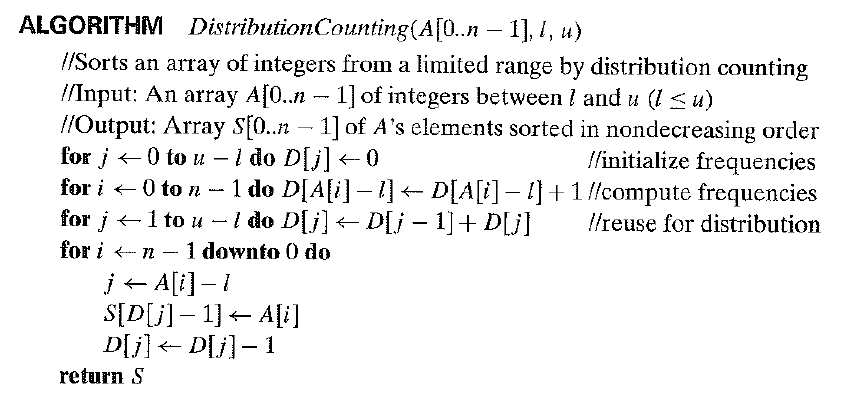 ALGORITHM DistributionCounting(A[0..n − 1], l, u)
//Sorts an array of integers from a limited range by distribution counting
//Input: An array A[0..n − 1] of integers between l and u (l ≤ u)
//Output: Array S[0..n − 1] of A's elements sorted in nondecreasing order
for j ← 0 to u − l do D[j] ← 0 //initialize frequencies
for i ← 0 to n − 1 do D[A[i] − l] ← D[A[i] − l] + 1 //compute frequencies
for j ← 1 to u − l do D[j] ← D[j − 1] + D[j] //reuse for distribution
for i ← n − 1 downto 0 do
j ← A[i] − l
S[D[j] − 1] ← A[i]
D[j] ← D[j] − 1
return S